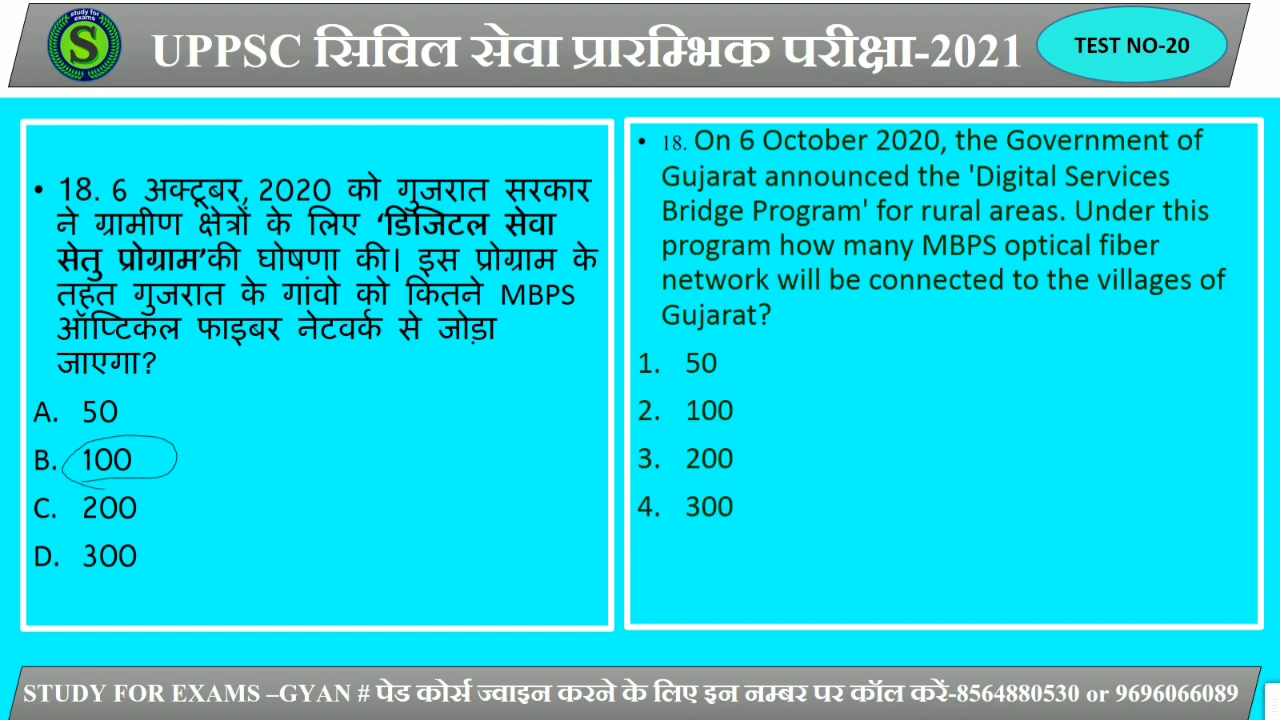 study for
exams
S
UPPSC सिविल सेवा प्रारम्भिक परीक्षा-2021
TEST NO-20
• 18. 6 अक्टूबर, 2020 को गुजरात सरकार
ने ग्रामीण क्षेत्रों के लिए ‘डिजिटल सेवा
सेतु प्रोग्राम’की घोषणा की। इस प्रोग्राम के
तहत गुजरात के गांवो को कितने MBPS
ऑप्टिकल फाइबर नेटवर्क से जोड़ा
जाएगा?
A. 50
B. 100
C. 200
D. 300
• 18. On 6 October 2020, the Government of
Gujarat announced the 'Digital Services
Bridge Program' for rural areas. Under this
program how many MBPS optical fiber
network will be connected to the villages of
Gujarat?
1. 50
2. 100
3. 200
4. 300
STUDY FOR EXAMS –GYAN # पेड कोर्स ज्वाइन करने के लिए इन नम्बर पर कॉल करें-8564880530 or 9696066089